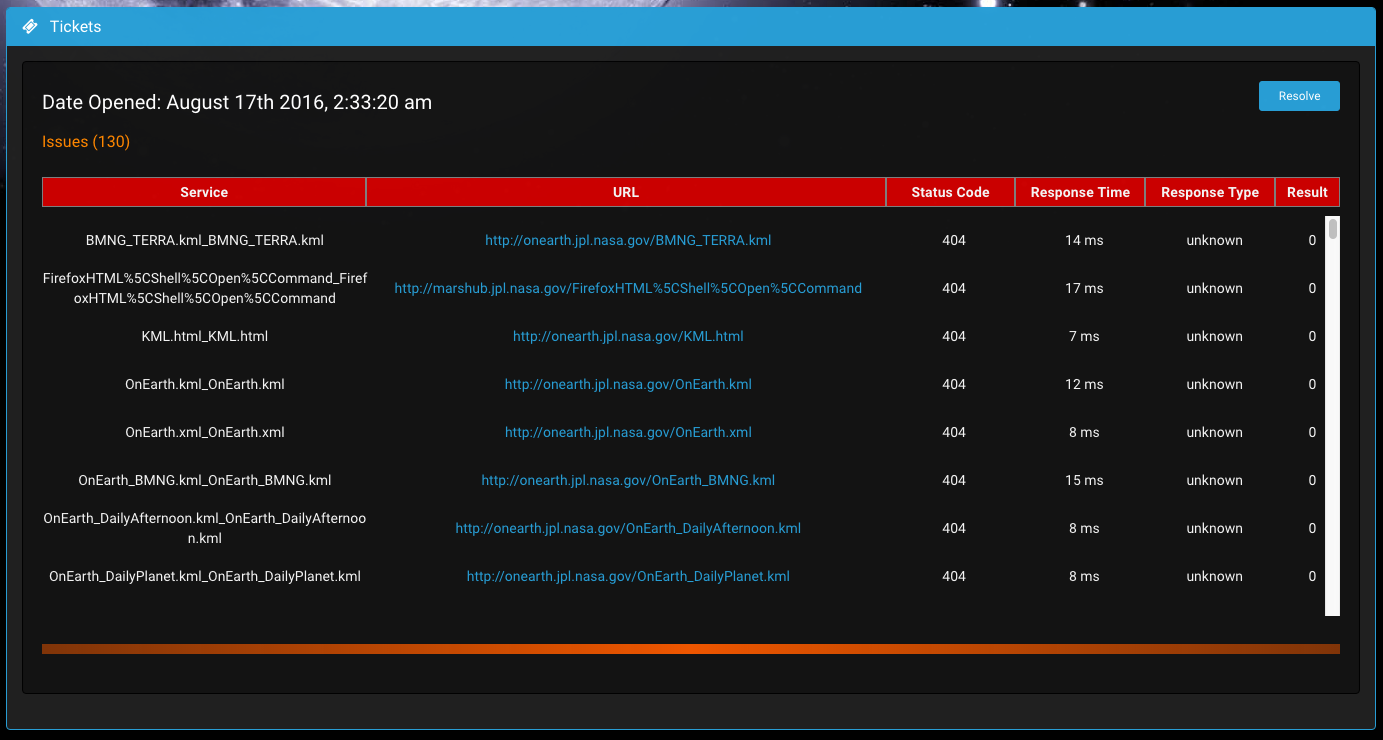 Tickets
Date Opened: August 17th 2016, 2:33:20 am
Resolve
Issues (130)
Service URL Status Code Response Time Response Type Result
BMNG_TERRA.kml_BMNG_TERRA.kml http://onearth.jpl.nasa.gov/BMNG_TERRA.kml 404 14 ms unknown 0
FirefoxHTML%5CShell%5COpen%5CCommand_Firef
oxHTML%5CShell%5COpen%5CCommand http://marshub.jpl.nasa.gov/FirefoxHTML%5CShell%5COpen%5CCommand 404 17 ms unknown 0
KML.html_KML.html http://onearth.jpl.nasa.gov/KML.html 404 7 ms unknown 0
OnEarth.kml_OnEarth.kml http://onearth.jpl.nasa.gov/OnEarth.kml 404 12 ms unknown 0
OnEarth.xml_OnEarth.xml http://onearth.jpl.nasa.gov/OnEarth.xml 404 8 ms unknown 0
OnEarth_BMNG.kml_OnEarth_BMNG.kml http://onearth.jpl.nasa.gov/OnEarth_BMNG.kml 404 15 ms unknown 0
OnEarth_DailyAfternoon.kml_OnEarth_DailyAfternoo
n.kml http://onearth.jpl.nasa.gov/OnEarth_DailyAfternoon.kml 404 8 ms unknown 0
OnEarth_DailyPlanet.kml_OnEarth_DailyPlanet.kml http://onearth.jpl.nasa.gov/OnEarth_DailyPlanet.kml 404 8 ms unknown 0